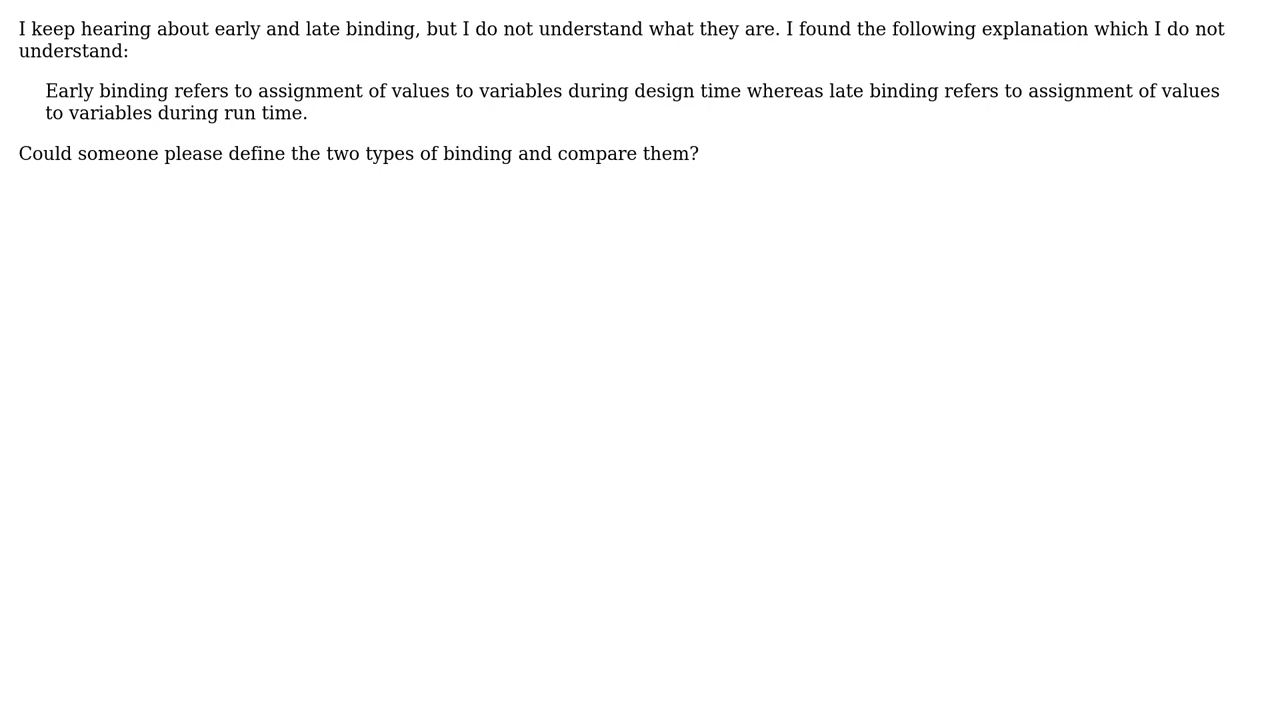 I keep hearing about early and late binding, but I do not understand what they are. I found the following explanation which I do not
understand:
Early binding refers to assignment of values to variables during design time whereas late binding refers to assignment of values
to variables during run time.
Could someone please define the two types of binding and compare them?